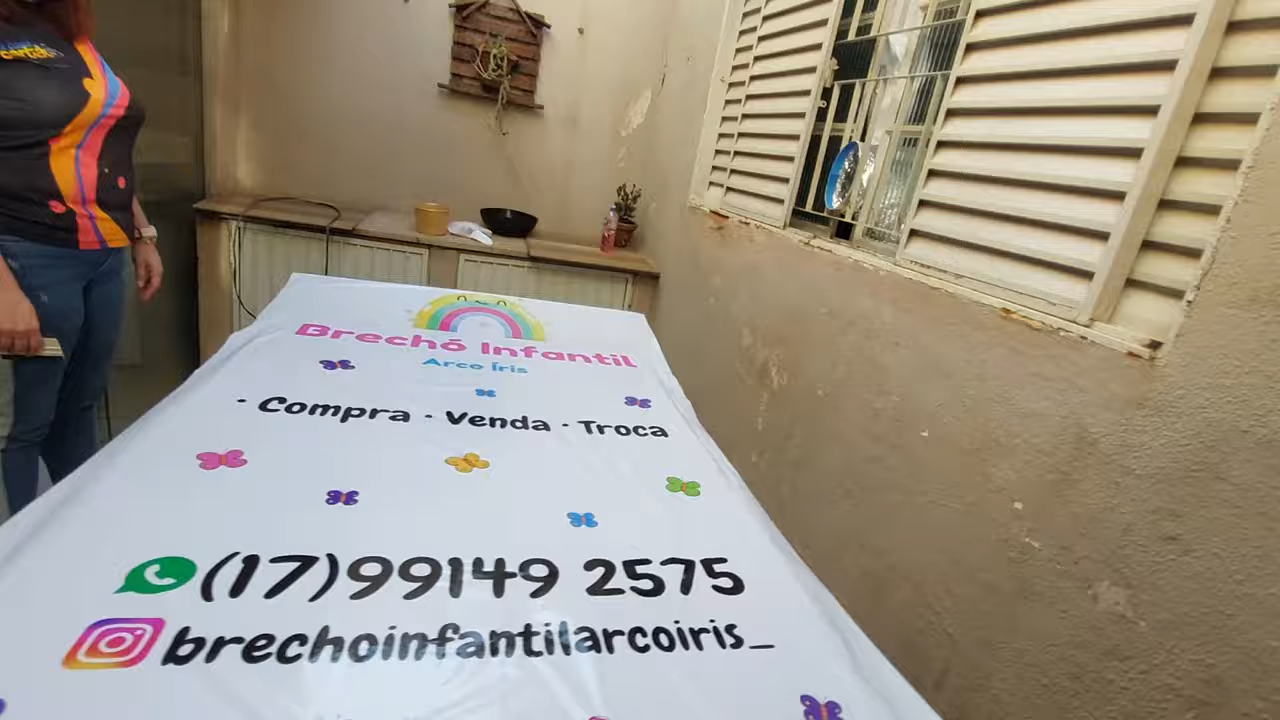 Brechó Infantil
Arco Íris
· Compra · Venda · Troca
(17)99149 2575
brechoinfantilarcoiris_